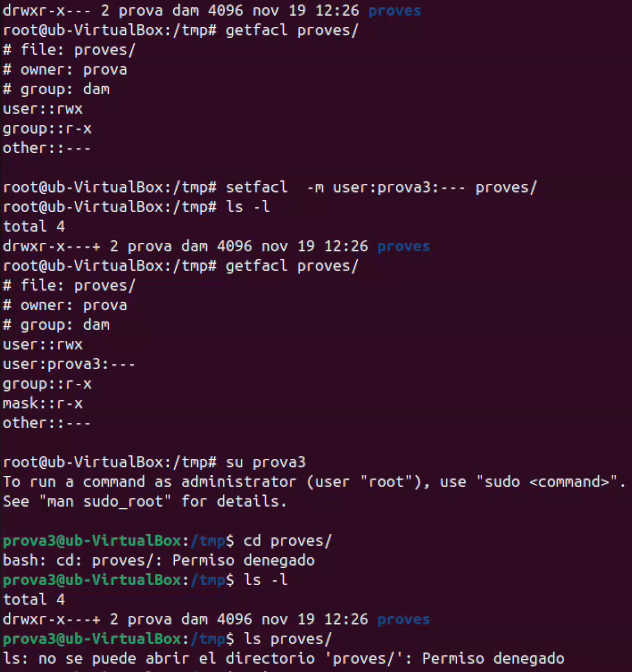 drwxr-x--- 2 prova dam 4096 nov 19 12:26 proves
root@ub-VirtualBox:/tmp# getfacl proves/
# file: proves/
# owner: prova
# group: dam
user::rwx
group::r-x
other::---

root@ub-VirtualBox:/tmp# setfacl  -m user:prova3:--- proves/
root@ub-VirtualBox:/tmp# ls -l
total 4
drwxr-x---+ 2 prova dam 4096 nov 19 12:26 proves
root@ub-VirtualBox:/tmp# getfacl proves/
# file: proves/
# owner: prova
# group: dam
user::rwx
user:prova3:---
group::r-x
mask::r-x
other::---

root@ub-VirtualBox:/tmp# su prova3
To run a command as administrator (user "root"), use "sudo <command>".
See "man sudo_root" for details.

prova3@ub-VirtualBox:/tmp$ cd proves/
bash: cd: proves/: Permiso denegado
prova3@ub-VirtualBox:/tmp$ ls -l
total 4
drwxr-x---+ 2 prova dam 4096 nov 19 12:26 proves
prova3@ub-VirtualBox:/tmp$ ls proves/
ls: no se puede abrir el directorio 'proves/': Permiso denegado